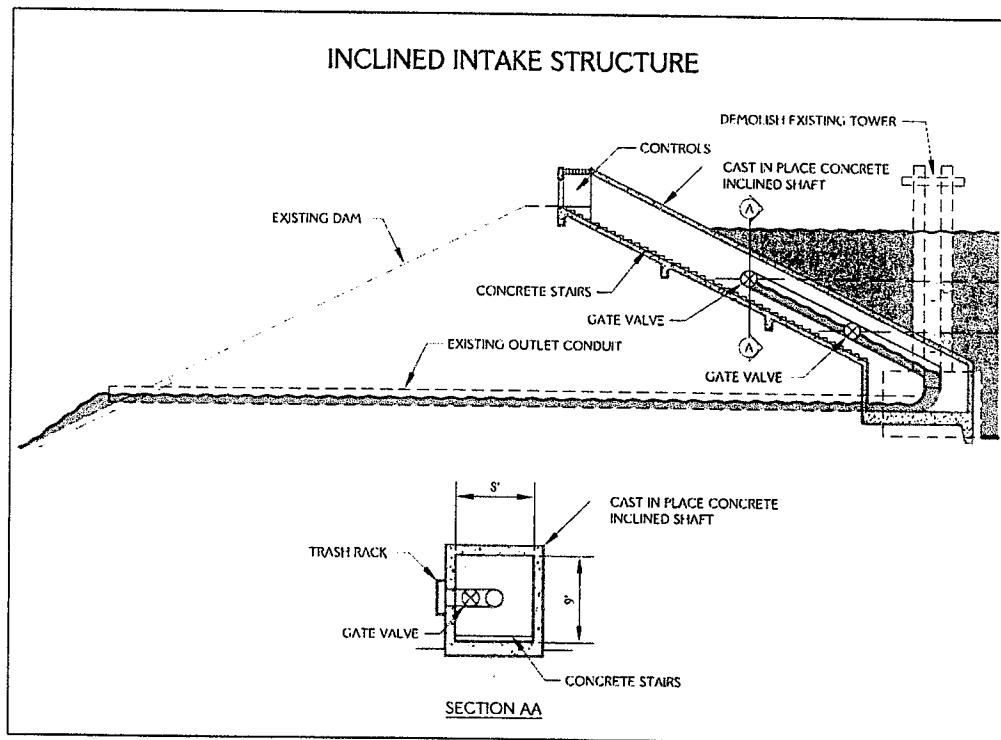 INCLINED INTAKE STRUCTURE
DEMOLISH EXISTING TOWER
CONTROLS
CAST IN PLACE CONCRETE
INCLINED SHAFT
A
EXISTING DAM
CONCRETE STAIRS
GATE VALVE
A
EXISTING OUTLET CONDUIT
GATE VALVE
8'
CAST IN PLACE CONCRETE
INCLINED SHAFT
TRASH RACK
9'
GATE VALVE
CONCRETE STAIRS
SECTION AA